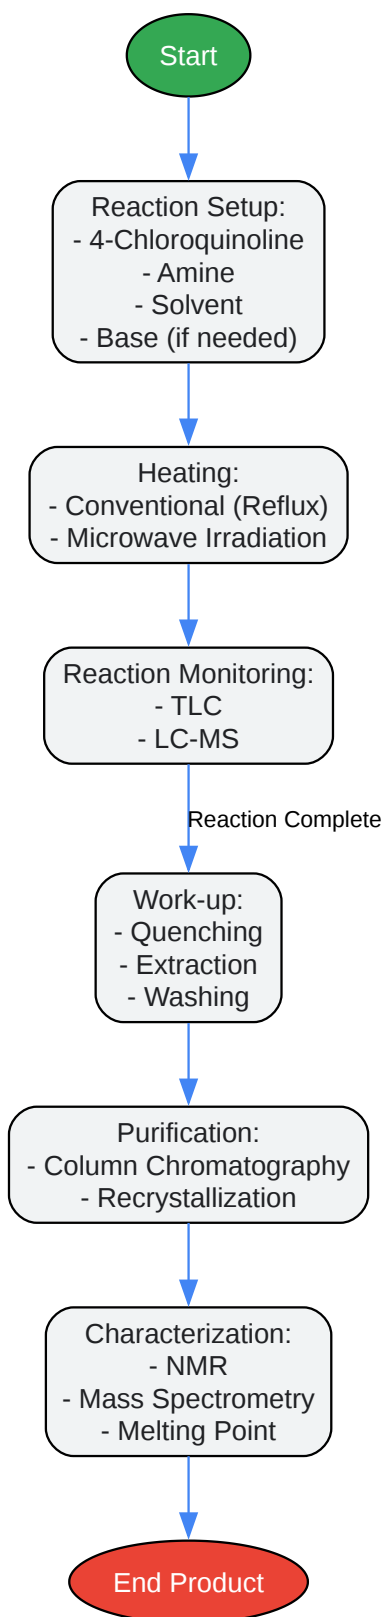 Start
Reaction Setup:
- 4-Chloroquinoline
- Amine
- Solvent
- Base (if needed)
Heating:
- Conventional (Reflux)
- Microwave Irradiation
Reaction Monitoring:
- TLC
- LC-MS
Reaction Complete
Work-up:
- Quenching
- Extraction
- Washing
Purification:
- Column Chromatography
- Recrystallization
Characterization:
- NMR
- Mass Spectrometry
- Melting Point
End Product